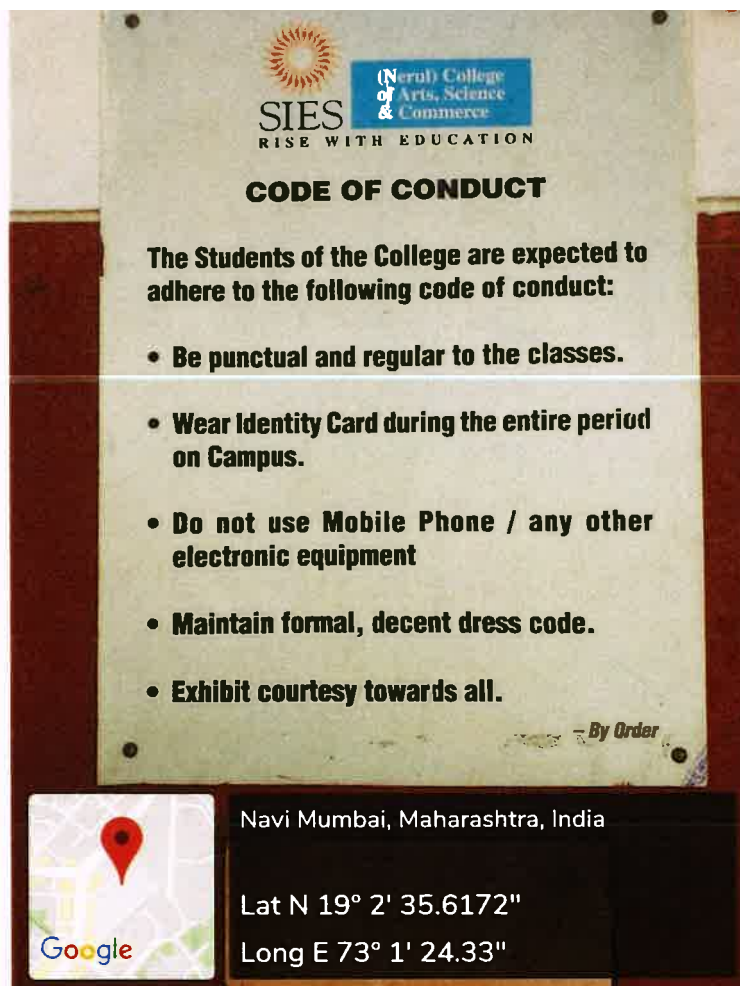 (Nerul) College
of Arts, Science
& Commerce
SIES
RISE WITH EDUCATION
CODE OF CONDUCT
The Students of the College are expected to
adhere to the following code of conduct:
• Be punctual and regular to the classes.
• Wear Identity Card during the entire period
on Campus.
• Do not use Mobile Phone / any other
electronic equipment
• Maintain formal, decent dress code.
• Exhibit courtesy towards all.
– By Order
Navi Mumbai, Maharashtra, India
Lat N 19° 2' 35.6172"
Long E 73° 1' 24.33"
Google